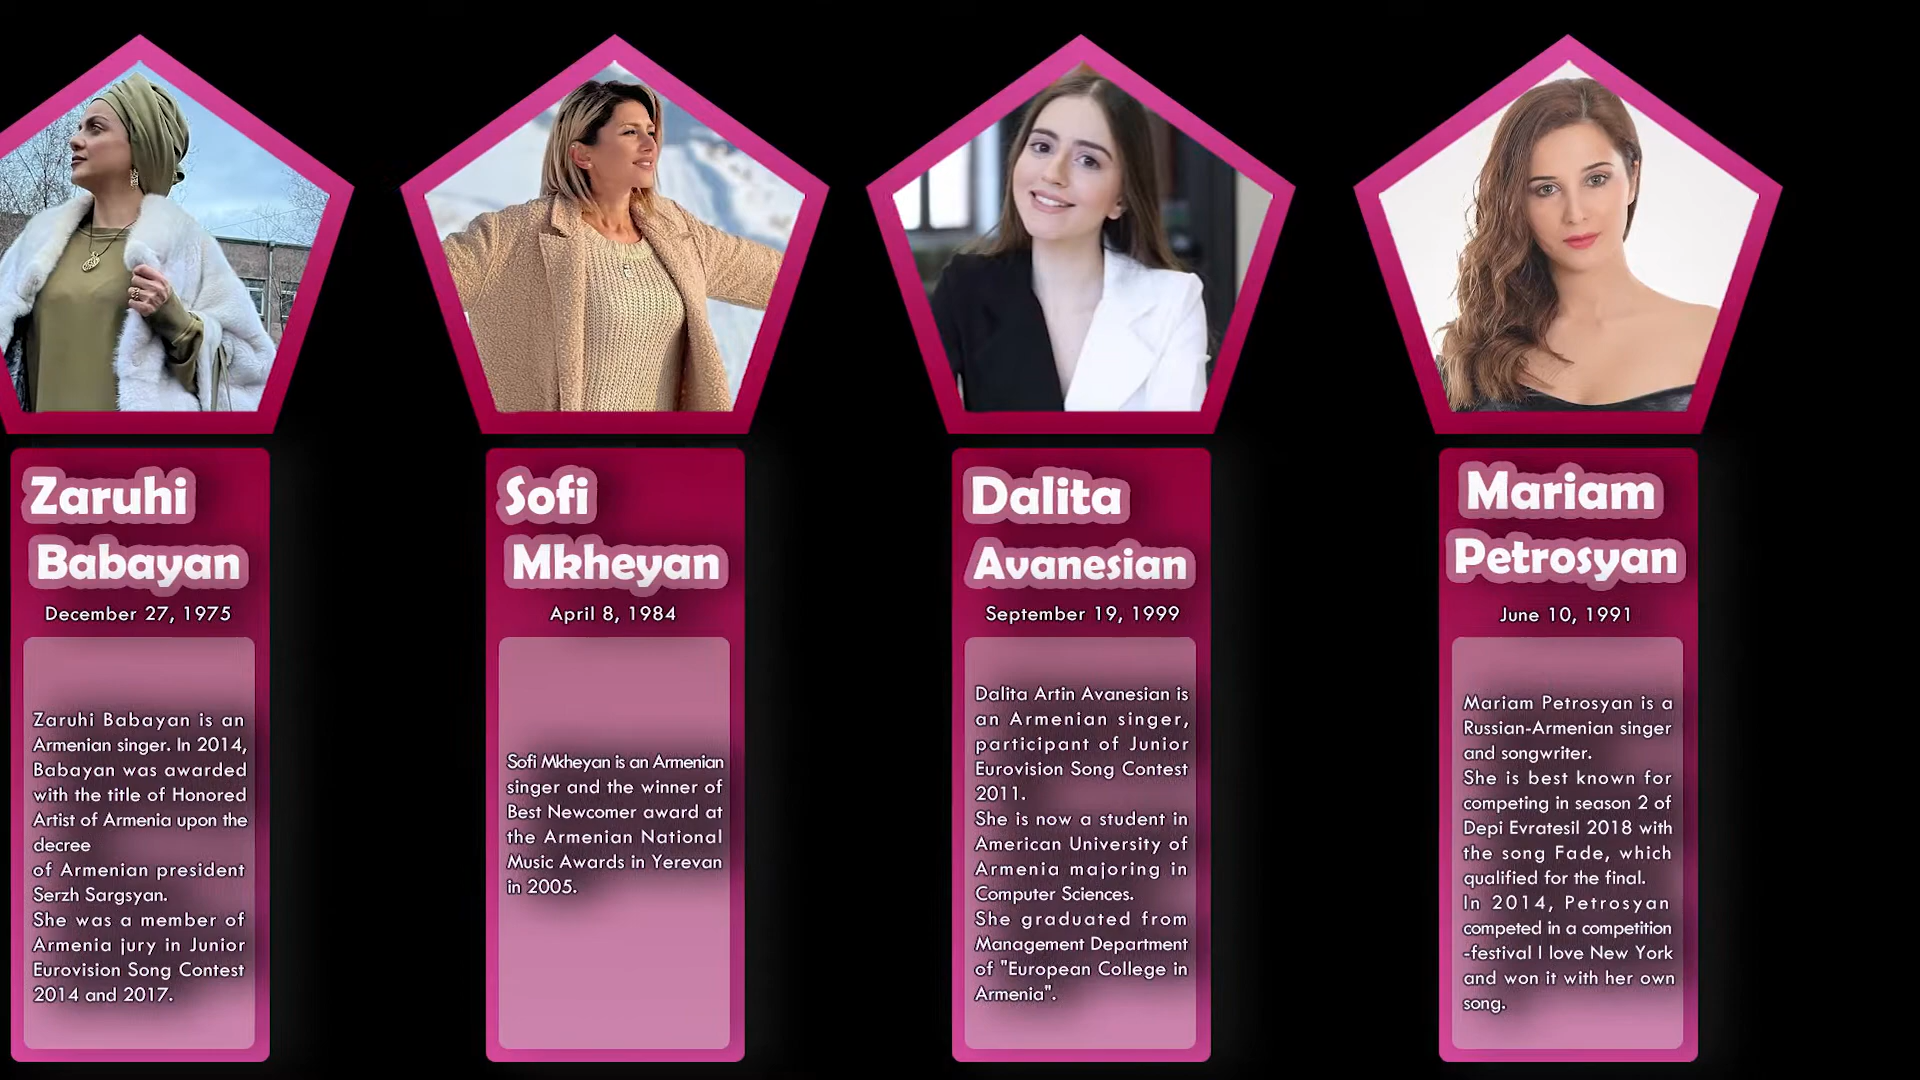 Zaruhi
Babayan
December 27, 1975
Zaruhi Babayan is an
Armenian singer. In 2014,
Babayan was awarded
with the title of Honored
Artist of Armenia upon the
decree
of Armenian president
Serzh Sargsyan.
She was a member of
Armenia jury in Junior
Eurovision Song Contest
2014 and 2017.
Sofi
Mkheyan
April 8, 1984
Sofi Mkheyan is an Armenian
singer and the winner of
Best Newcomer award at
the Armenian National
Music Awards in Yerevan
in 2005.
Dalita
Avanesian
September 19, 1999
Dalita Artin Avanesian is
an Armenian singer,
participant of Junior
Eurovision Song Contest
2011.
She is now a student in
American University of
Armenia majoring in
Computer Sciences.
She graduated from
Management Department
of "European College in
Armenia".
Mariam
Petrosyan
June 10, 1991
Mariam Petrosyan is a
Russian-Armenian singer
and songwriter.
She is best known for
competing in season 2 of
Depi Evratesil 2018 with
the song Fade, which
qualified for the final.
In 2014, Petrosyan
competed in a competition
-festival I love New York
and won it with her own
song.